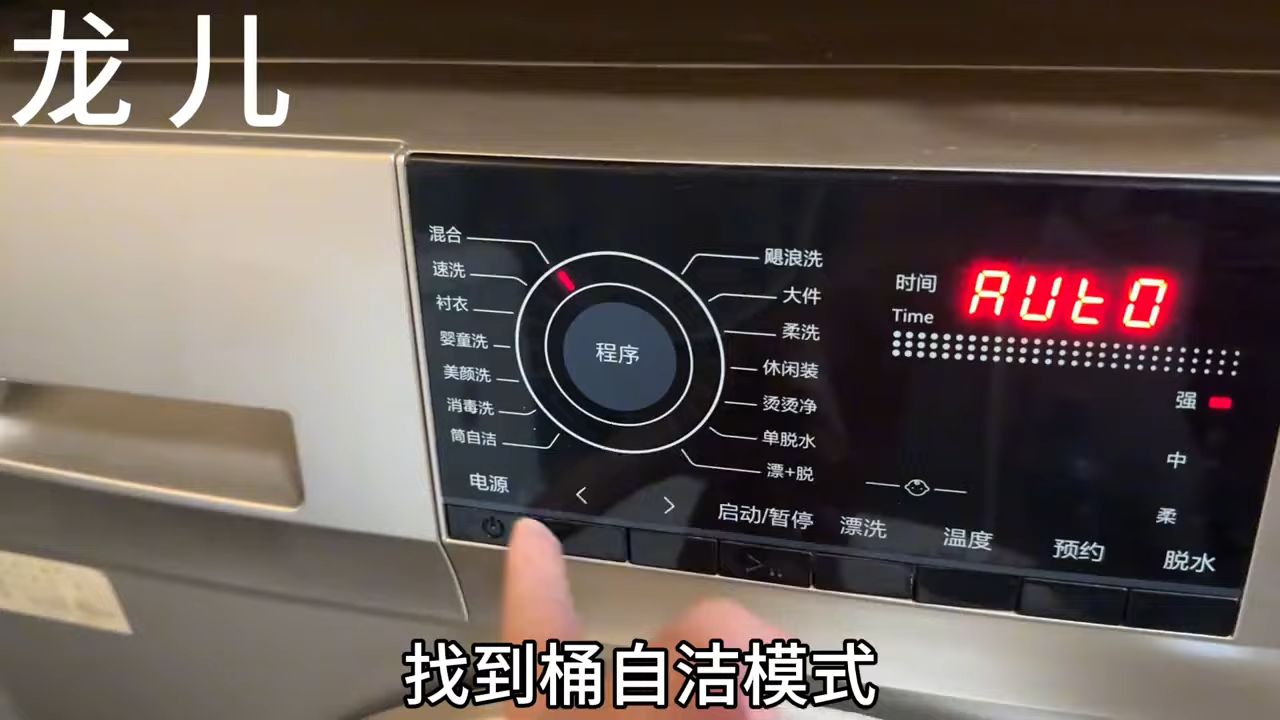 龙儿
混合
速洗
衬衣
婴童洗
美颜洗
消毒洗
筒自洁
程序
飓浪洗
大件
柔洗
休闲装
烫烫净
单脱水
漂+脱
时间
Time
AUtO
强
中
柔
电源
<
>
启动/暂停
漂洗
温度
预约
脱水
找到桶自洁模式